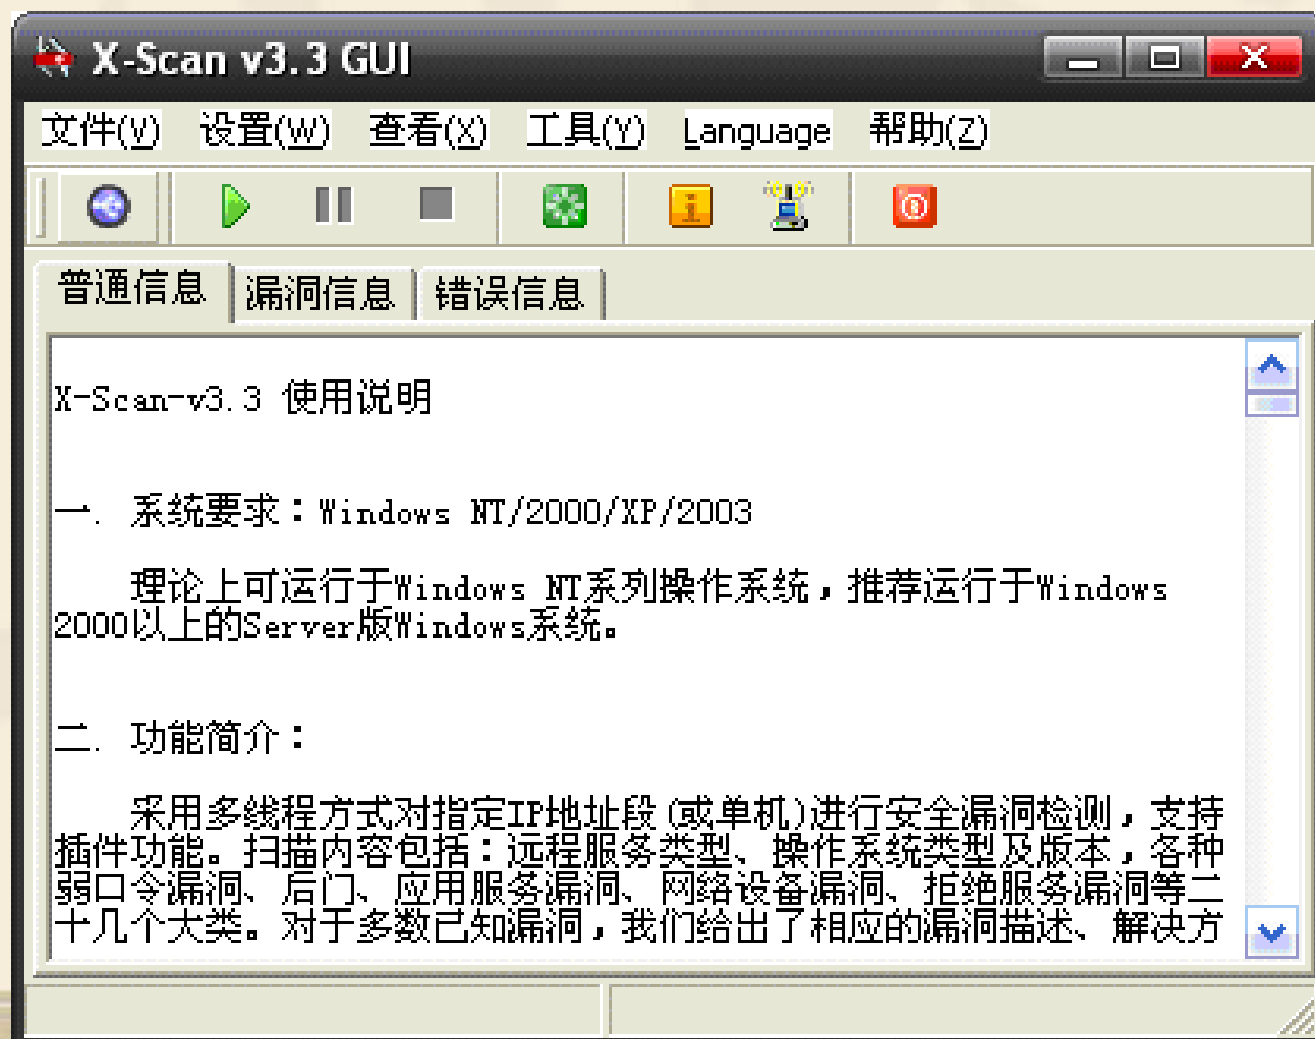 X-Scan v3.3 GUI
文件(V) 设置(W) 查看(X) 工具(Y) Language 帮助(Z)
普通信息 漏洞信息 错误信息
X-Scan-v3.3 使用说明
一. 系统要求：Windows NT/2000/XP/2003
理论上可运行于Windows NT系列操作系统，推荐运行于Windows
2000以上的Server版Windows系统。
二. 功能简介：
采用多线程方式对指定IP地址段(或单机)进行安全漏洞检测，支持
插件功能。扫描内容包括：远程服务类型、操作系统类型及版本，各种
弱口令漏洞、后门、应用服务漏洞、网络设备漏洞、拒绝服务漏洞等二
十几个大类。对于多数已知漏洞，我们给出了相应的漏洞描述、解决方